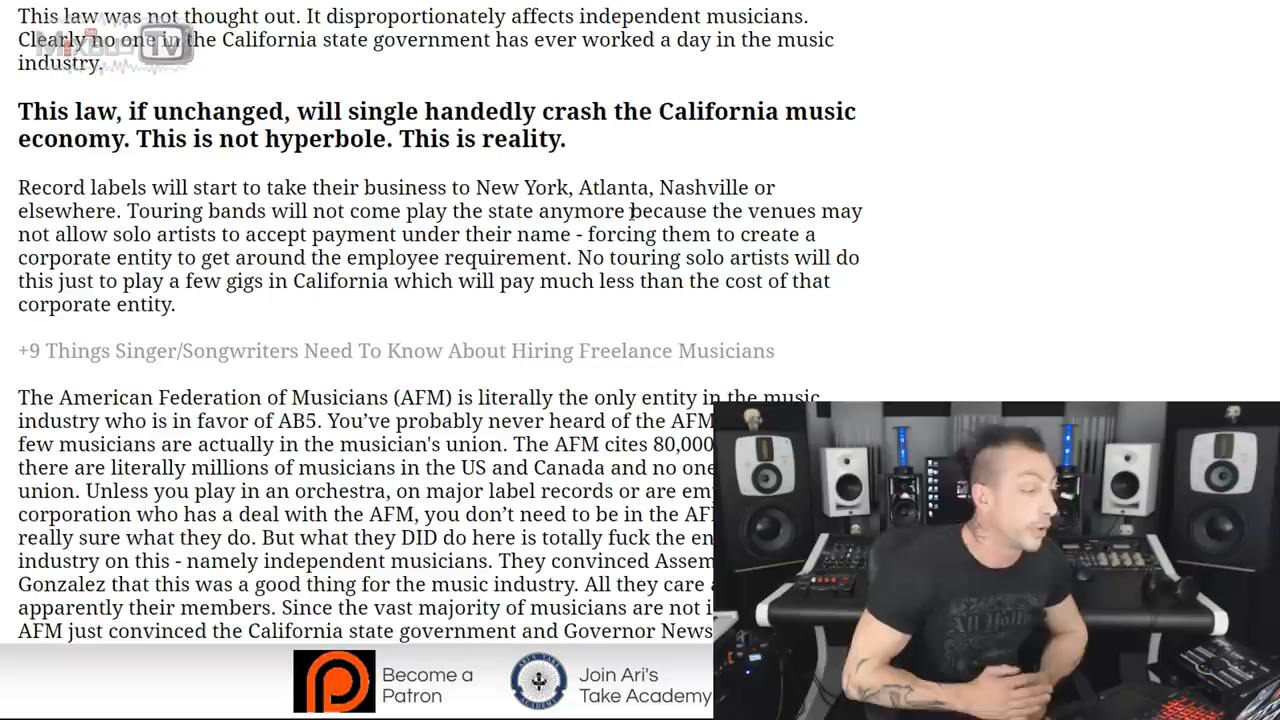 This law was not thought out. It disproportionately affects independent musicians.
Clearly no one in the California state government has ever worked a day in the music
industry.
MixbusTV
This law, if unchanged, will single handedly crash the California music
economy. This is not hyperbole. This is reality.
Record labels will start to take their business to New York, Atlanta, Nashville or
elsewhere. Touring bands will not come play the state anymore because the venues may
not allow solo artists to accept payment under their name - forcing them to create a
corporate entity to get around the employee requirement. No touring solo artists will do
this just to play a few gigs in California which will pay much less than the cost of that
corporate entity.
+9 Things Singer/Songwriters Need To Know About Hiring Freelance Musicians
The American Federation of Musicians (AFM) is literally the only entity in the music
industry who is in favor of AB5. You’ve probably never heard of the AFM
few musicians are actually in the musician's union. The AFM cites 80,000
there are literally millions of musicians in the US and Canada and no one
union. Unless you play in an orchestra, on major label records or are em
corporation who has a deal with the AFM, you don’t need to be in the AF
really sure what they do. But what they DID do here is totally fuck the en
industry on this - namely independent musicians. They convinced Assem
Gonzalez that this was a good thing for the music industry. All they care a
apparently their members. Since the vast majority of musicians are not i
AFM just convinced the California state government and Governor News
Become a
Patron
Join Ari's
Take Academy